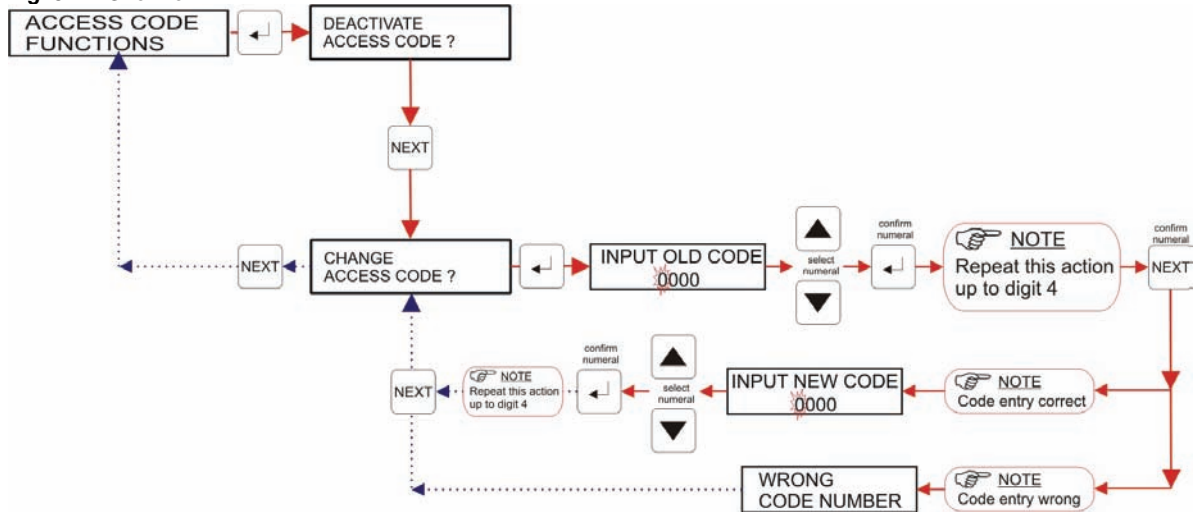 ACCESS CODE
FUNCTIONS
DEACTIVATE
ACCESS CODE ?
NEXT
NEXT
CHANGE
ACCESS CODE ?
INPUT OLD CODE
0000
select
numeral
confirm
numeral
NOTE
Repeat this action
up to digit 4
confirm
numeral
NEXT
NEXT
NOTE
Repeat this action
up to digit 4
confirm
numeral
select
numeral
INPUT NEW CODE
0000
NOTE
Code entry correct
WRONG
CODE NUMBER
NOTE
Code entry wrong